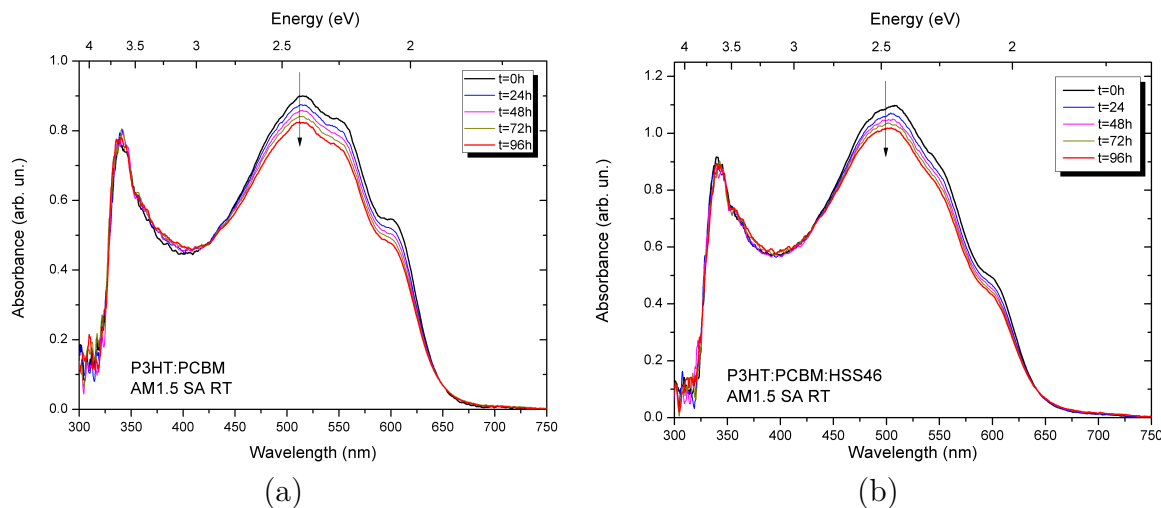 Energy (eV)
4 3.5 3 2.5 2
1.0
0.8
0.6
0.4
0.2
0.0
Absorbance (arb. un.)
t=0h
t=24h
t=48h
t=72h
t=96h
P3HT:PCBM
AM1.5 SA RT
300 350 400 450 500 550 600 650 700 750
Wavelength (nm)
(a)
Energy (eV)
4 3.5 3 2.5 2
1.2
1.0
0.8
0.6
0.4
0.2
0.0
Absorbance (arb. un.)
t=0h
t=24
t=48h
t=72h
t=96h
P3HT:PCBM:HSS46
AM1.5 SA RT
300 350 400 450 500 550 600 650 700 750
Wavelength (nm)
(b)